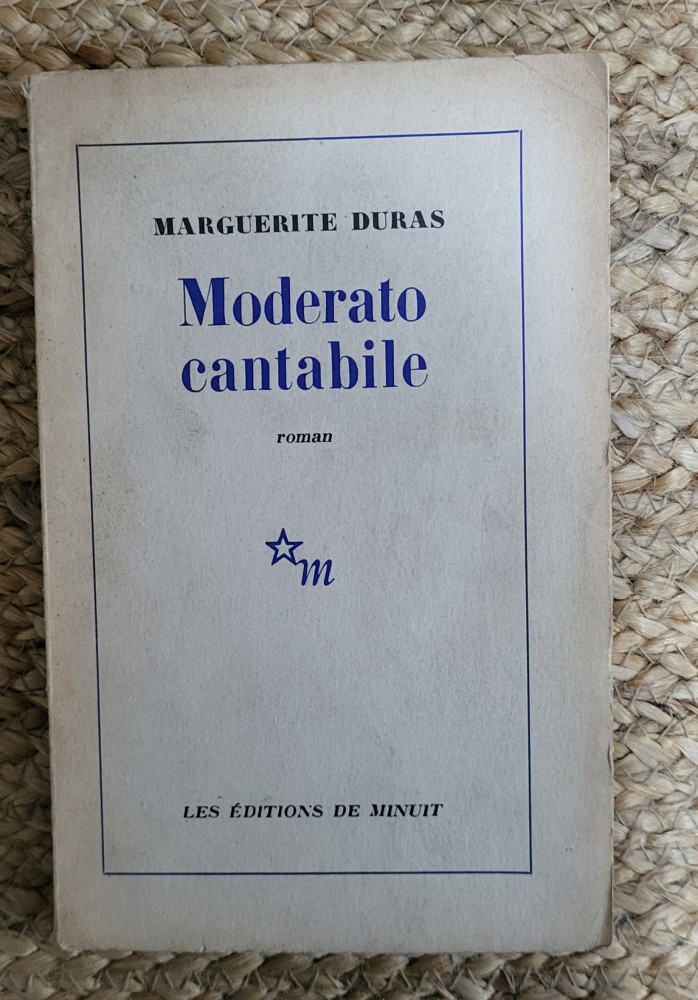 MARGUERITE DURAS
Moderato
cantabile
roman
m
LES ÉDITIONS DE MINUIT